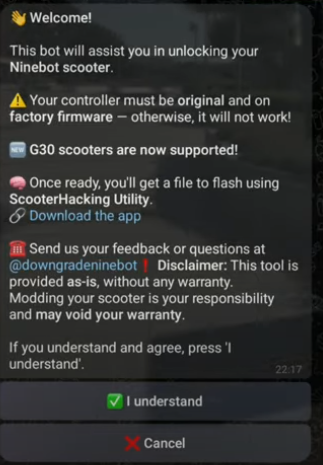 👋 Welcome!
This bot will assist you in unlocking your
Ninebot scooter.
⚠️ Your controller must be original and on
factory firmware — otherwise, it will not work!
🆕 G30 scooters are now supported!
🧠 Once ready, you'll get a file to flash using
ScooterHacking Utility.
🔗 Download the app
☎️ Send us your feedback or questions at
@downgradeninebot❗ Disclaimer: This tool is
provided as-is, without any warranty.
Modding your scooter is your responsibility
and may void your warranty.
If you understand and agree, press 'I
understand'.
22:17
✅ I understand
❌ Cancel